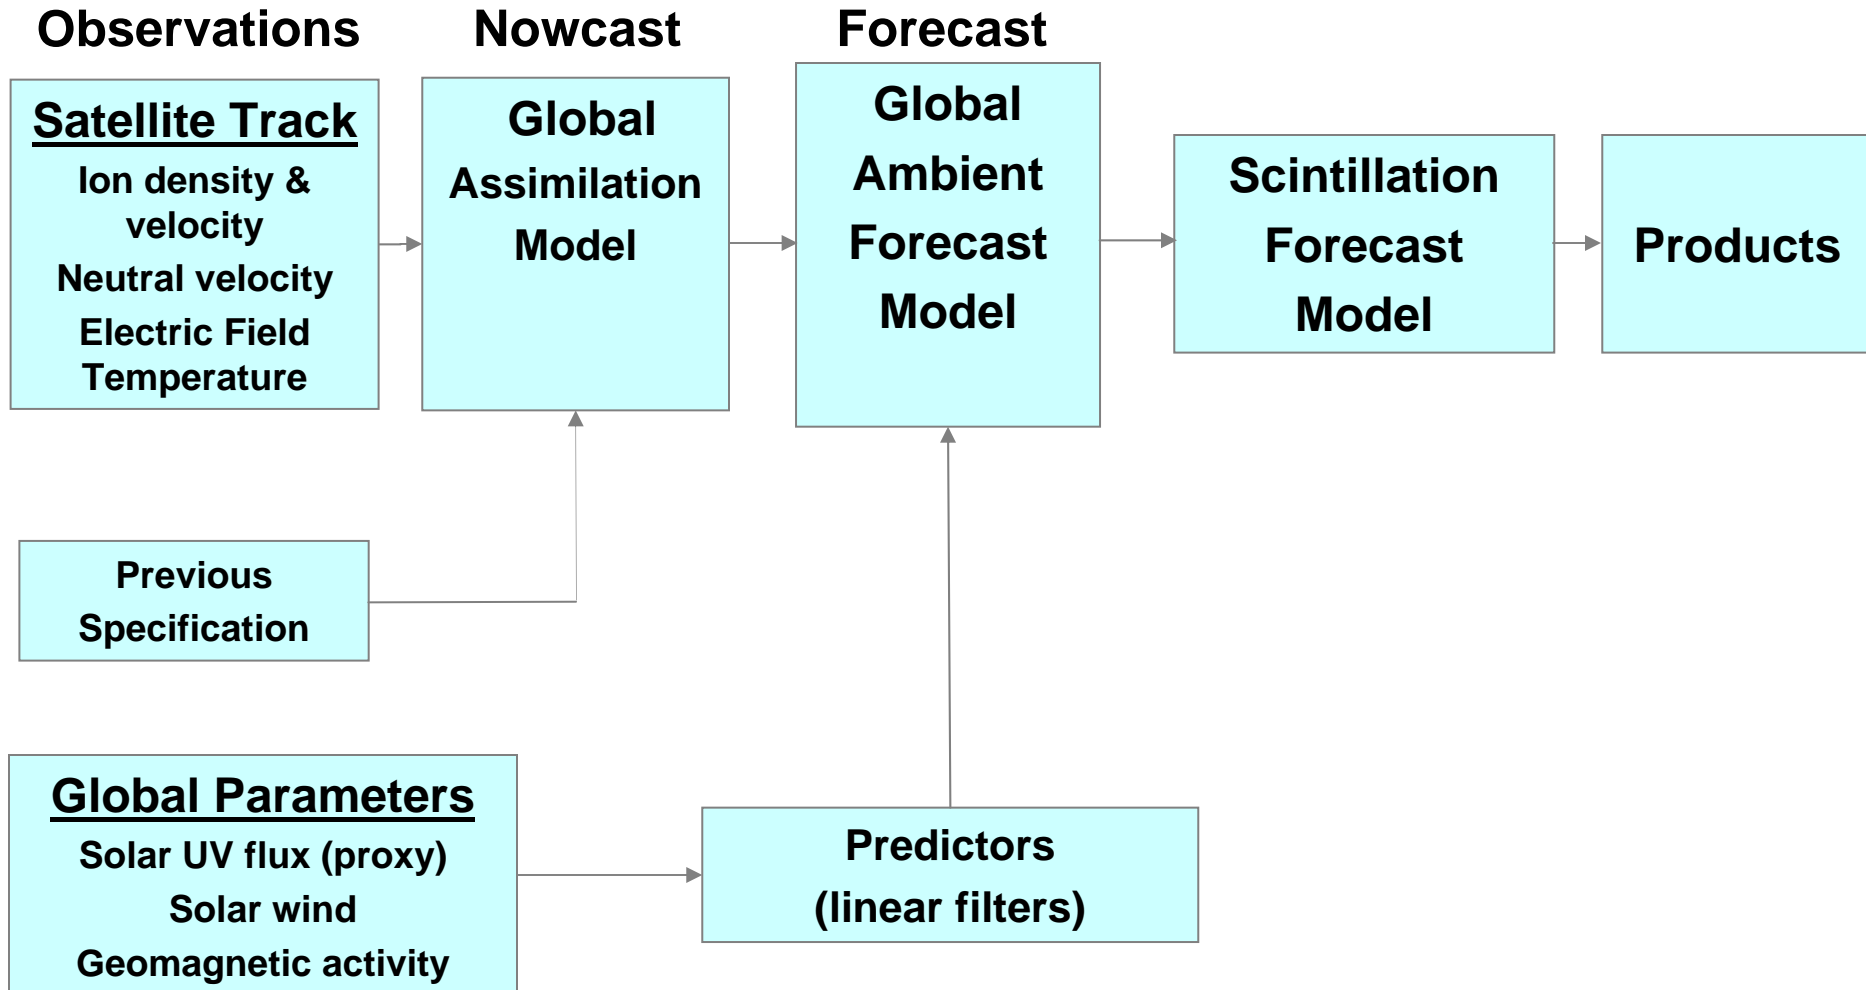 Observations
Nowcast
Forecast
Satellite Track
Ion density &
velocity
Neutral velocity
Electric Field
Temperature
Global
Assimilation
Model
Global
Ambient
Forecast
Model
Scintillation
Forecast
Model
Products
Previous
Specification
Global Parameters
Solar UV flux (proxy)
Solar wind
Geomagnetic activity
Predictors
(linear filters)